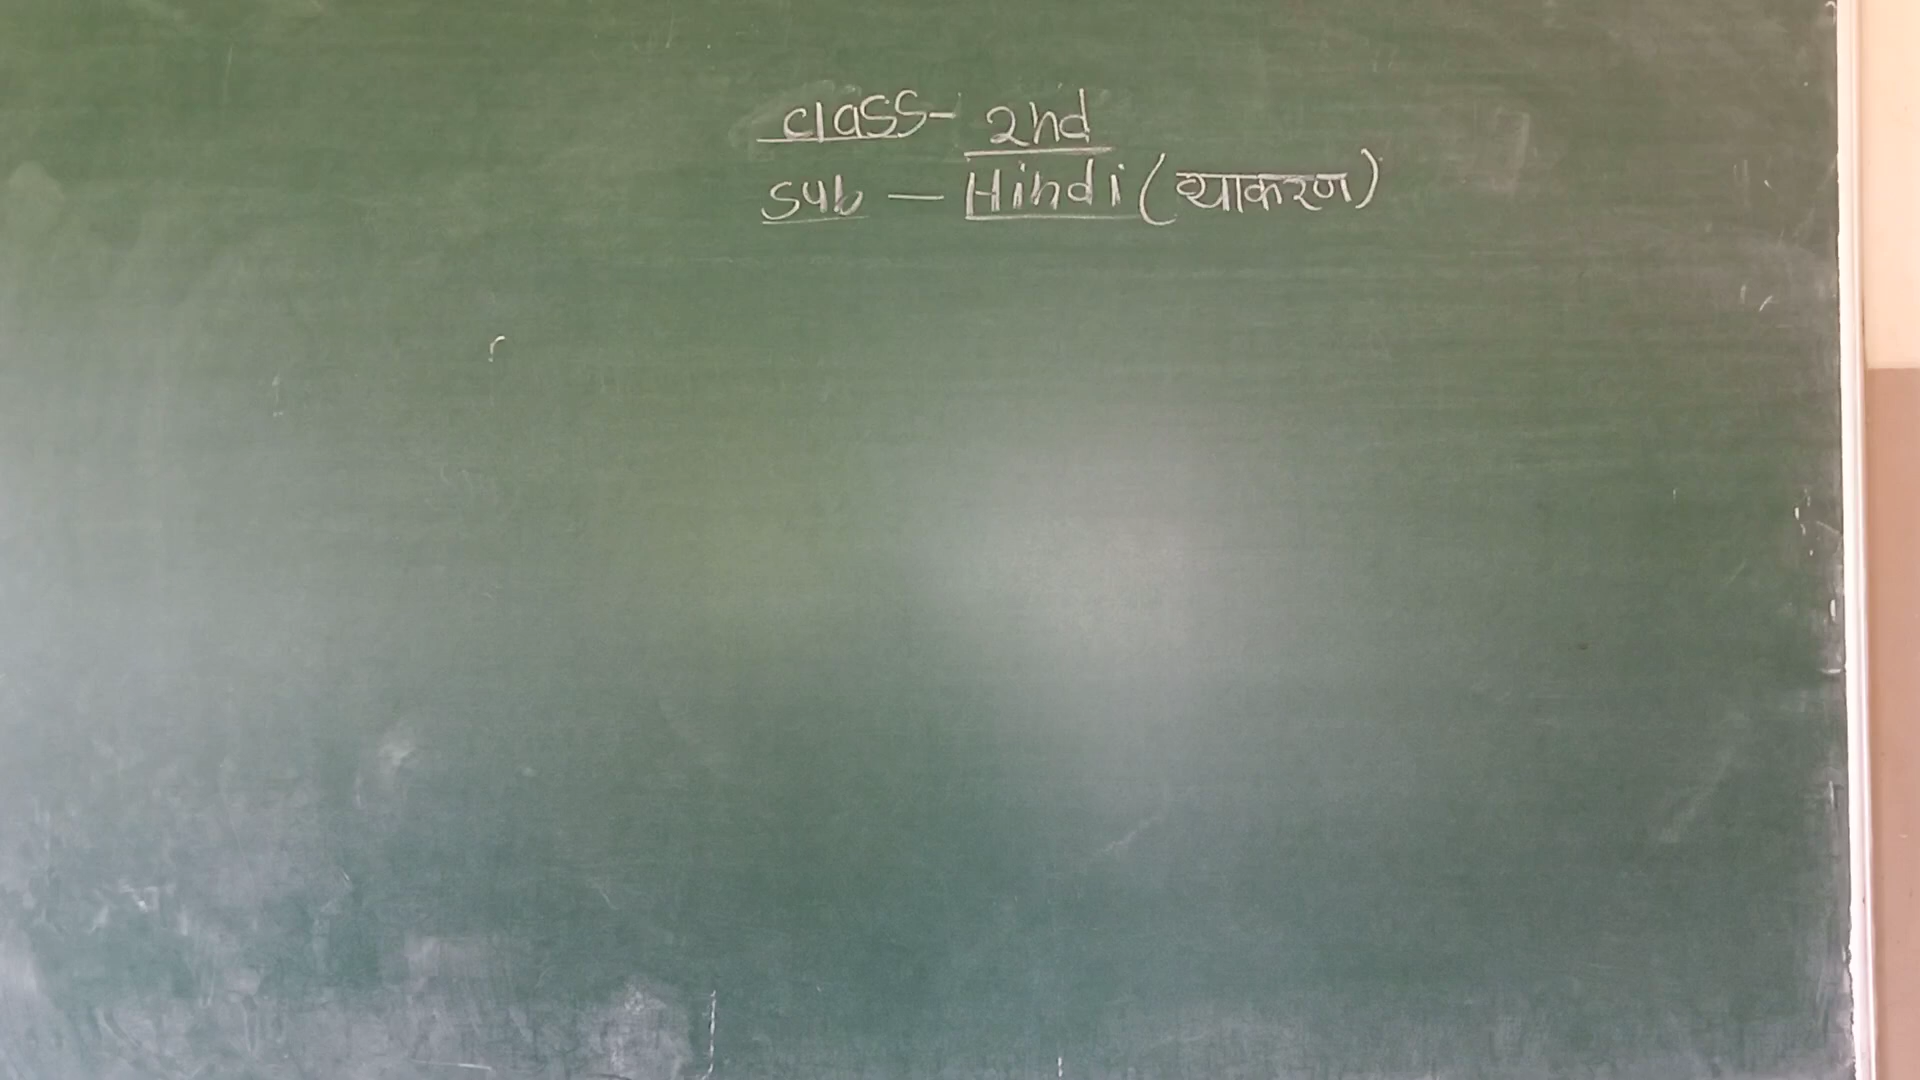 class- 2nd
sub — Hindi (व्याकरण)